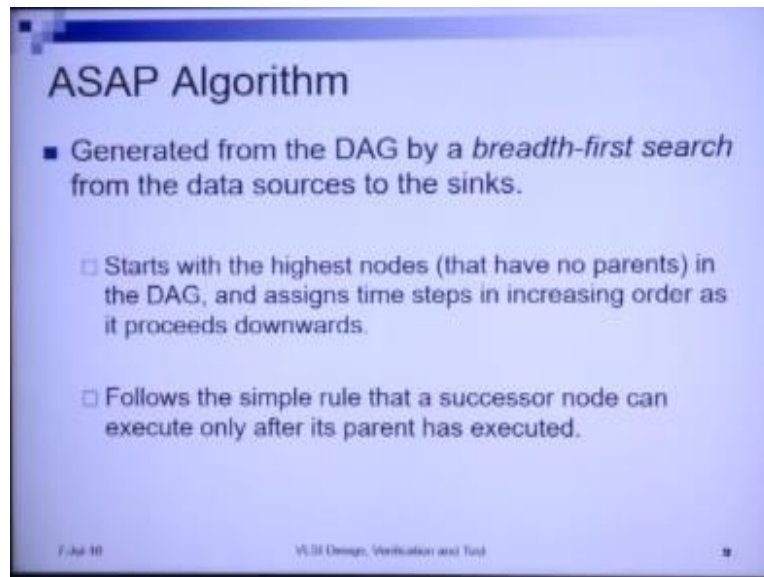 ASAP Algorithm
Generated from the DAG by a breadth-first search
from the data sources to the sinks.
Starts with the highest nodes (that have no parents) in
the DAG, and assigns time steps in increasing order as
it proceeds downwards.
Follows the simple rule that a successor node can
execute only after its parent has executed.
7-Jul-10
VLSI Design, Verification and Test